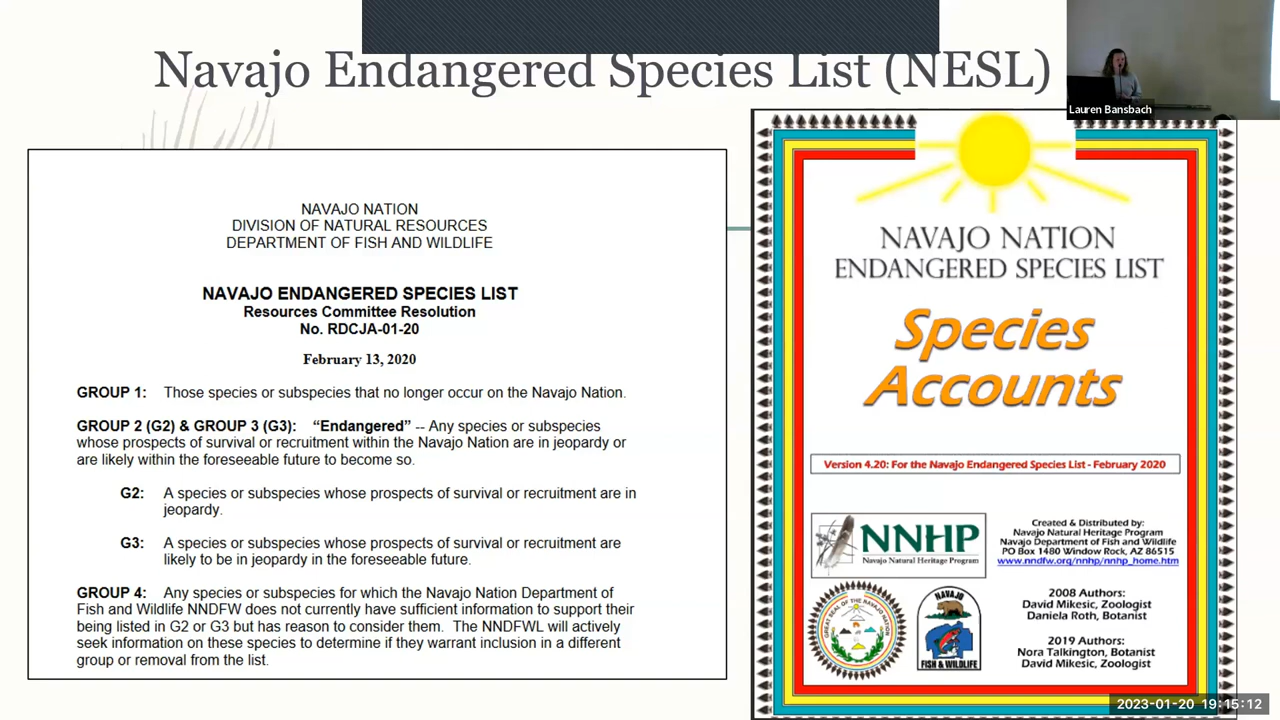 Navajo Endangered Species List (NESL)
Lauren Bansbach
NAVAJO NATION
DIVISION OF NATURAL RESOURCES
DEPARTMENT OF FISH AND WILDLIFE
NAVAJO ENDANGERED SPECIES LIST
Resources Committee Resolution
No. RDCJA-01-20
February 13, 2020
GROUP 1: Those species or subspecies that no longer occur on the Navajo Nation.
GROUP 2 (G2) & GROUP 3 (G3): “Endangered” -- Any species or subspecies
whose prospects of survival or recruitment within the Navajo Nation are in jeopardy or
are likely within the foreseeable future to become so.
G2: A species or subspecies whose prospects of survival or recruitment are in
jeopardy.
G3: A species or subspecies whose prospects of survival or recruitment are
likely to be in jeopardy in the foreseeable future.
GROUP 4: Any species or subspecies for which the Navajo Nation Department of
Fish and Wildlife NNDFW does not currently have sufficient information to support their
being listed in G2 or G3 but has reason to consider them. The NNDFWL will actively
seek information on these species to determine if they warrant inclusion in a different
group or removal from the list.
NAVAJO NATION
ENDANGERED SPECIES LIST
Species
Accounts
Version 4.20: For the Navajo Endangered Species List - February 2020
NNHP
Navajo Natural Heritage Program
Created & Distributed by:
Navajo Natural Heritage Program
Navajo Department of Fish and Wildlife
PO Box 1480 Window Rock, AZ 86515
www.nndfw.org/nnhp/nnhp_home.htm
GREAT SEAL OF THE NAVAJO NATION
NAVAJO
FISH & WILDLIFE
2008 Authors:
David Mikesic, Zoologist
Daniela Roth, Botanist
2019 Authors:
Nora Talkington, Botanist
David Mikesic, Zoologist
2023-01-20 19:15:12